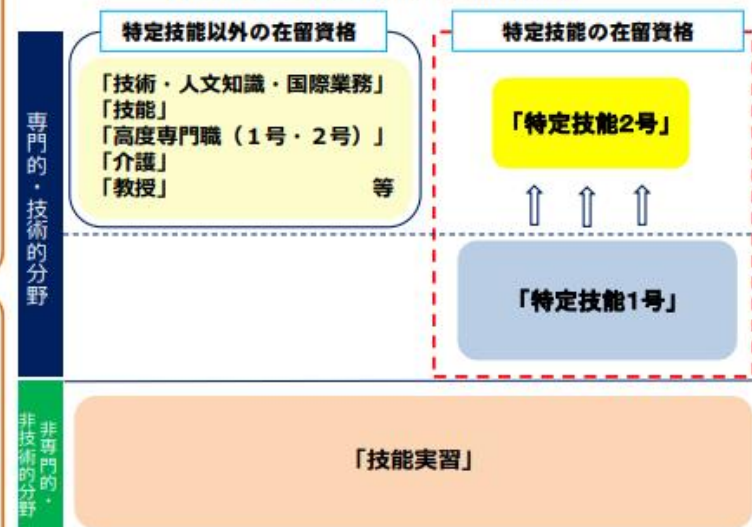 特定技能以外の在留資格
特定技能の在留資格
専門的・技術的分野
「技術・人文知識・国際業務」
「技能」
「高度専門職(1号・2号)」
「介護」
「教授」 等
「特定技能2号」
「特定技能1号」
非専門的・
非技術的分野
「技能実習」